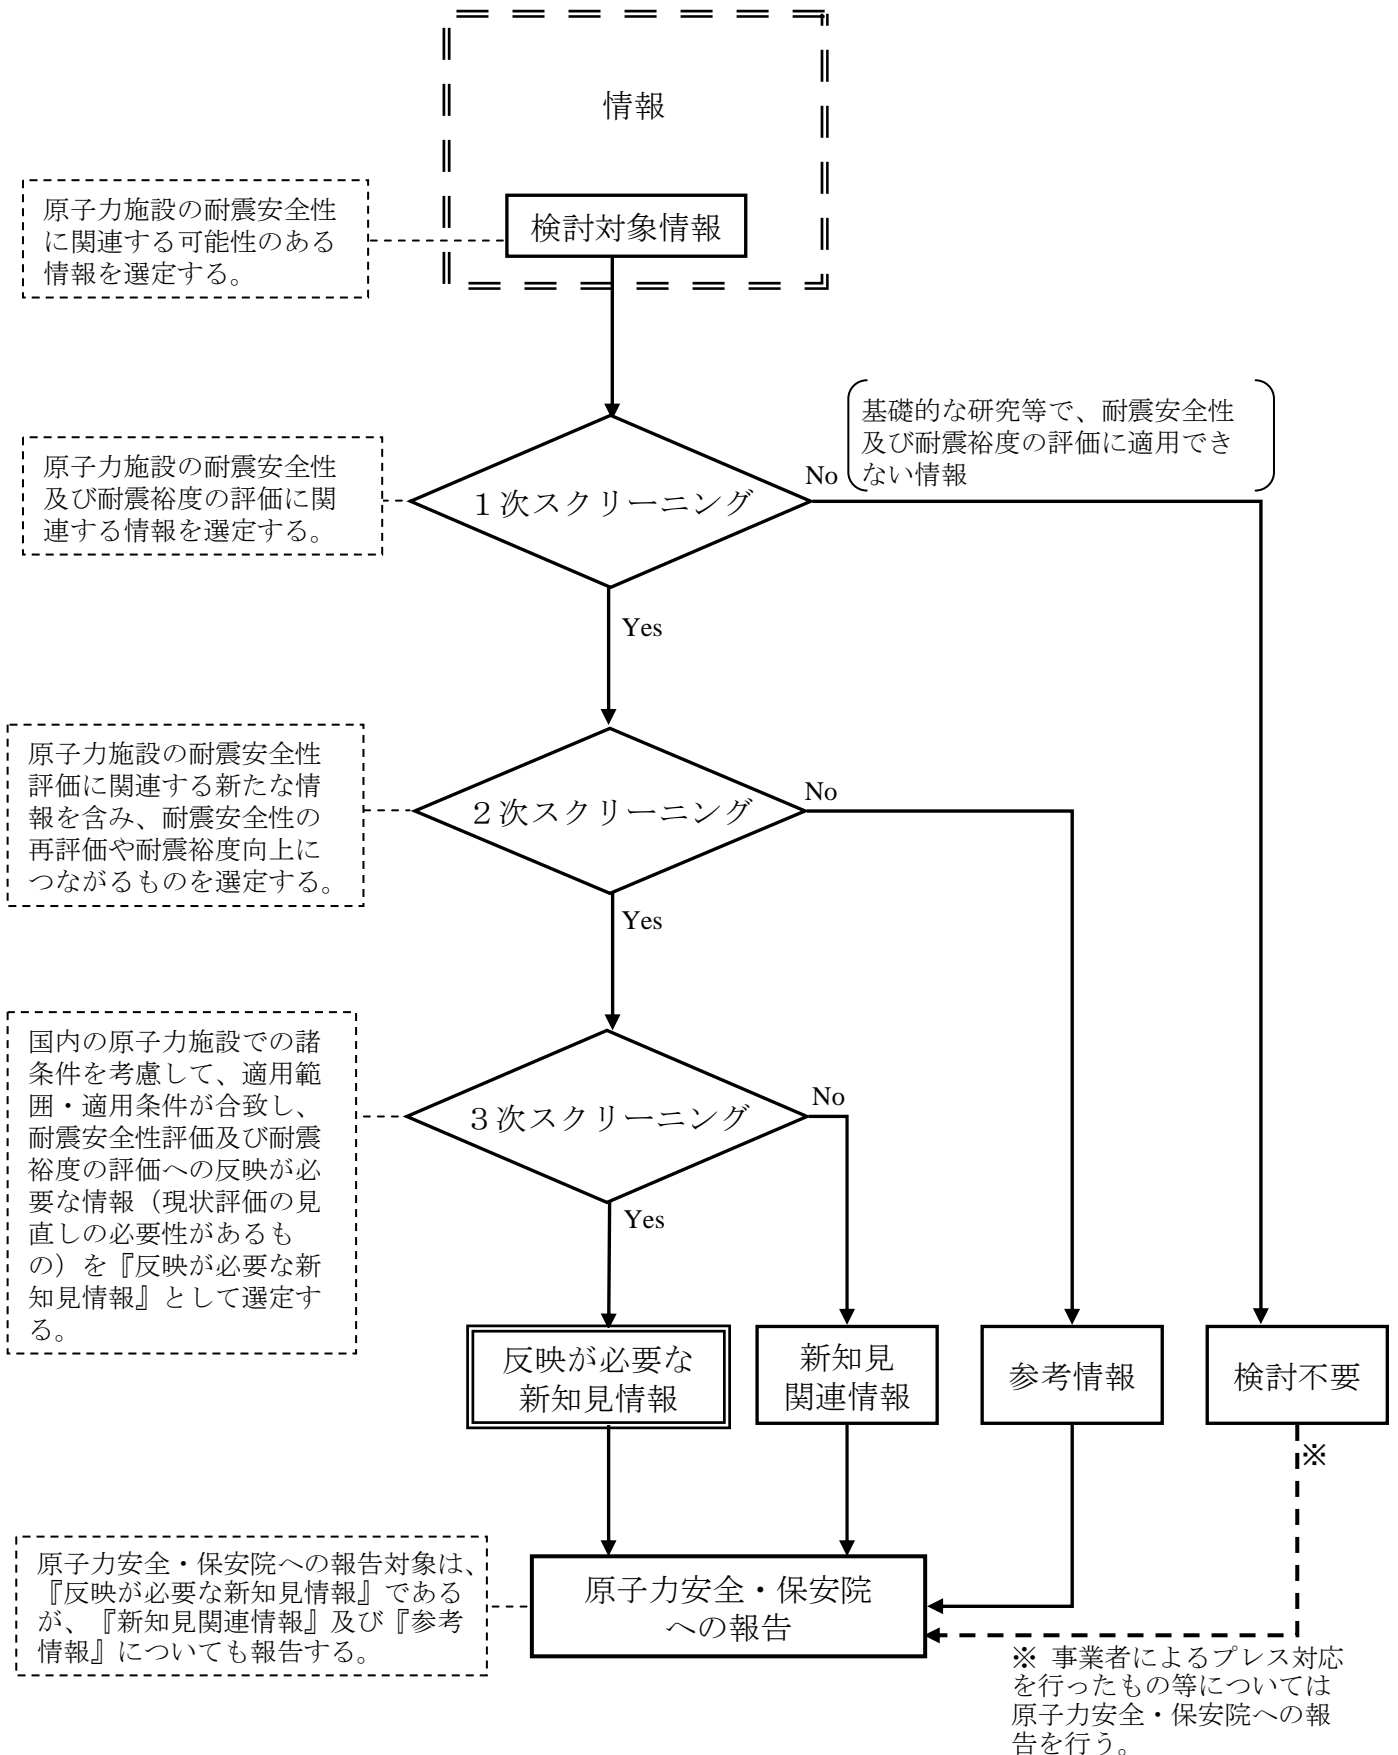 情報
原子力施設の耐震安全性
に関連する可能性のある
情報を選定する。
検討対象情報
基礎的な研究等で、耐震安全性
及び耐震裕度の評価に適用でき
ない情報
原子力施設の耐震安全性
及び耐震裕度の評価に関
連する情報を選定する。
１次スクリーニング
No
Yes
原子力施設の耐震安全性
評価に関連する新たな情
報を含み、耐震安全性の
再評価や耐震裕度向上に
つながるものを選定する。
２次スクリーニング
No
Yes
国内の原子力施設での諸
条件を考慮して、適用範
囲・適用条件が合致し、
耐震安全性評価及び耐震
裕度の評価への反映が必
要な情報（現状評価の見
直しの必要性があるも
の）を『反映が必要な新
知見情報』として選定す
る。
３次スクリーニング
No
Yes
反映が必要な
新知見情報
新知見
関連情報
参考情報
検討不要
※
原子力安全・保安院への報告対象は、
『反映が必要な新知見情報』である
が、『新知見関連情報』及び『参考
情報』についても報告する。
原子力安全・保安院
への報告
※ 事業者によるプレス対応
を行ったもの等については
原子力安全・保安院への報
告を行う。